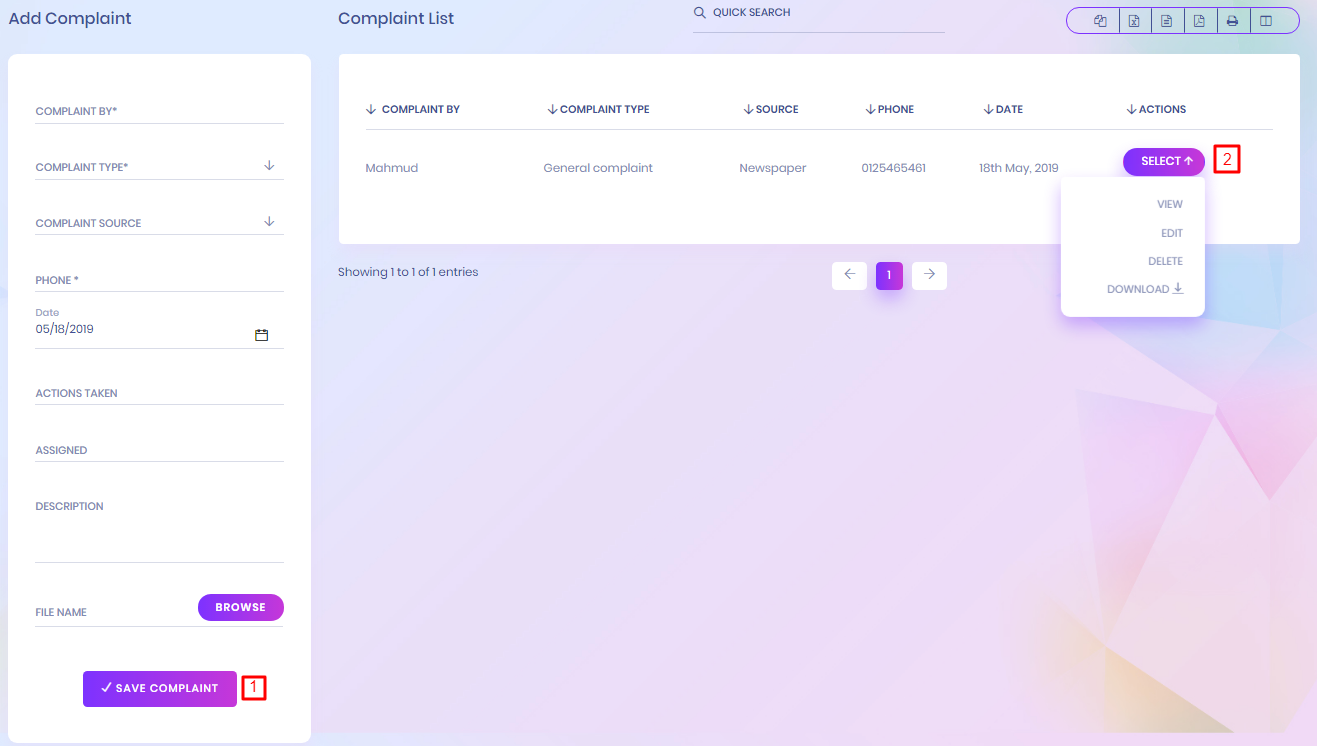 Add Complaint
COMPLAINT BY*
COMPLAINT TYPE*
COMPLAINT SOURCE
PHONE *
Date
05/18/2019
ACTIONS TAKEN
ASSIGNED
DESCRIPTION
FILE NAME BROWSE
SAVE COMPLAINT 1
Complaint List
QUICK SEARCH
COMPLAINT BY COMPLAINT TYPE SOURCE PHONE DATE ACTIONS
Mahmud General complaint Newspaper 0125465461 18th May, 2019 SELECT 2
VIEW
EDIT
DELETE
DOWNLOAD
Showing 1 to 1 of 1 entries
1